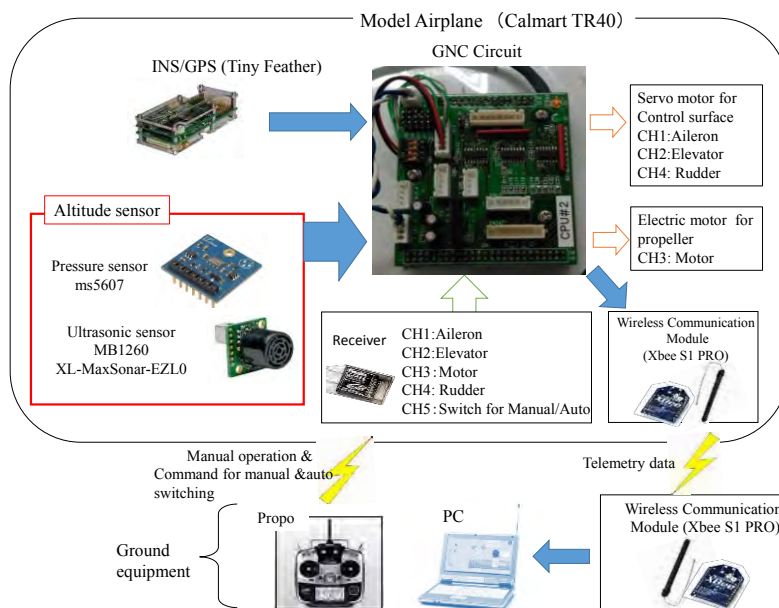 Model Airplane （Calmart TR40）
INS/GPS (Tiny Feather)
GNC Circuit
Servo motor for
Control surface
CH1:Aileron
CH2:Elevator
CH4: Rudder
Altitude sensor
Pressure sensor
ms5607
Ultrasonic sensor
MB1260
XL-MaxSonar-EZL0
CPU#2
Electric motor for
propeller
CH3: Motor
Receiver
CH1:Aileron
CH2:Elevator
CH3:Motor
CH4: Rudder
CH5:Switch for Manual/Auto
Wireless Communication
Module
(Xbee S1 PRO)
Manual operation &
Command for manual &auto
switching
Telemetry data
Propo
PC
Ground
equipment
Wireless Communication
Module (Xbee S1 PRO)
XBee